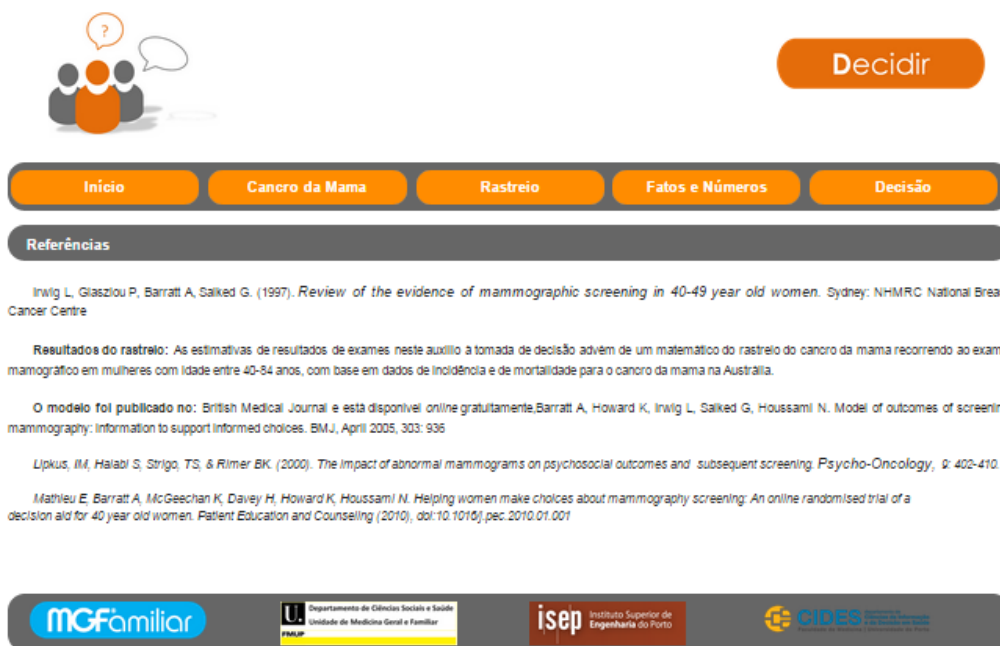 ?
Decidir
Início Cancro da Mama Rastreio Fatos e Números Decisão
Referências
Irwig L, Glasziou P, Barratt A, Salked G. (1997). Review of the evidence of mammographic screening in 40-49 year old women. Sydney: NHMRC National Brea
Cancer Centre
Resultados do rastreio: As estimativas de resultados de exames neste auxílio à tomada de decisão advém de um matemático do rastreio do cancro da mama recorrendo ao exam
mamográfico em mulheres com idade entre 40-84 anos, com base em dados de incidência e de mortalidade para o cancro da mama na Austrália.
O modelo foi publicado no: British Medical Journal e está disponível online gratuitamente,Barratt A, Howard K, Irwig L, Salked G, Houssami N. Model of outcomes of screenin
mammography: information to support informed choices. BMJ, April 2005, 303: 936
Lipkus, IM, Halabi S, Strigo, TS, & Rimer BK. (2000). The impact of abnormal mammograms on psychosocial outcomes and subsequent screening. Psycho-Oncology, 9: 402-410.
Mathieu E, Barratt A, McGeechan K, Davey H, Howard K, Houssami N. Helping women make choices about mammography screening: An online randomised trial of a
decision aid for 40 year old women. Patient Education and Counseling (2010), doi:10.1016/j.pec.2010.01.001
MGFamiliar
U. Departamento de Ciências Sociais e Saúde
Unidade de Medicina Geral e Familiar
FMUP
isep Instituto Superior de
Engenharia do Porto
CIDES